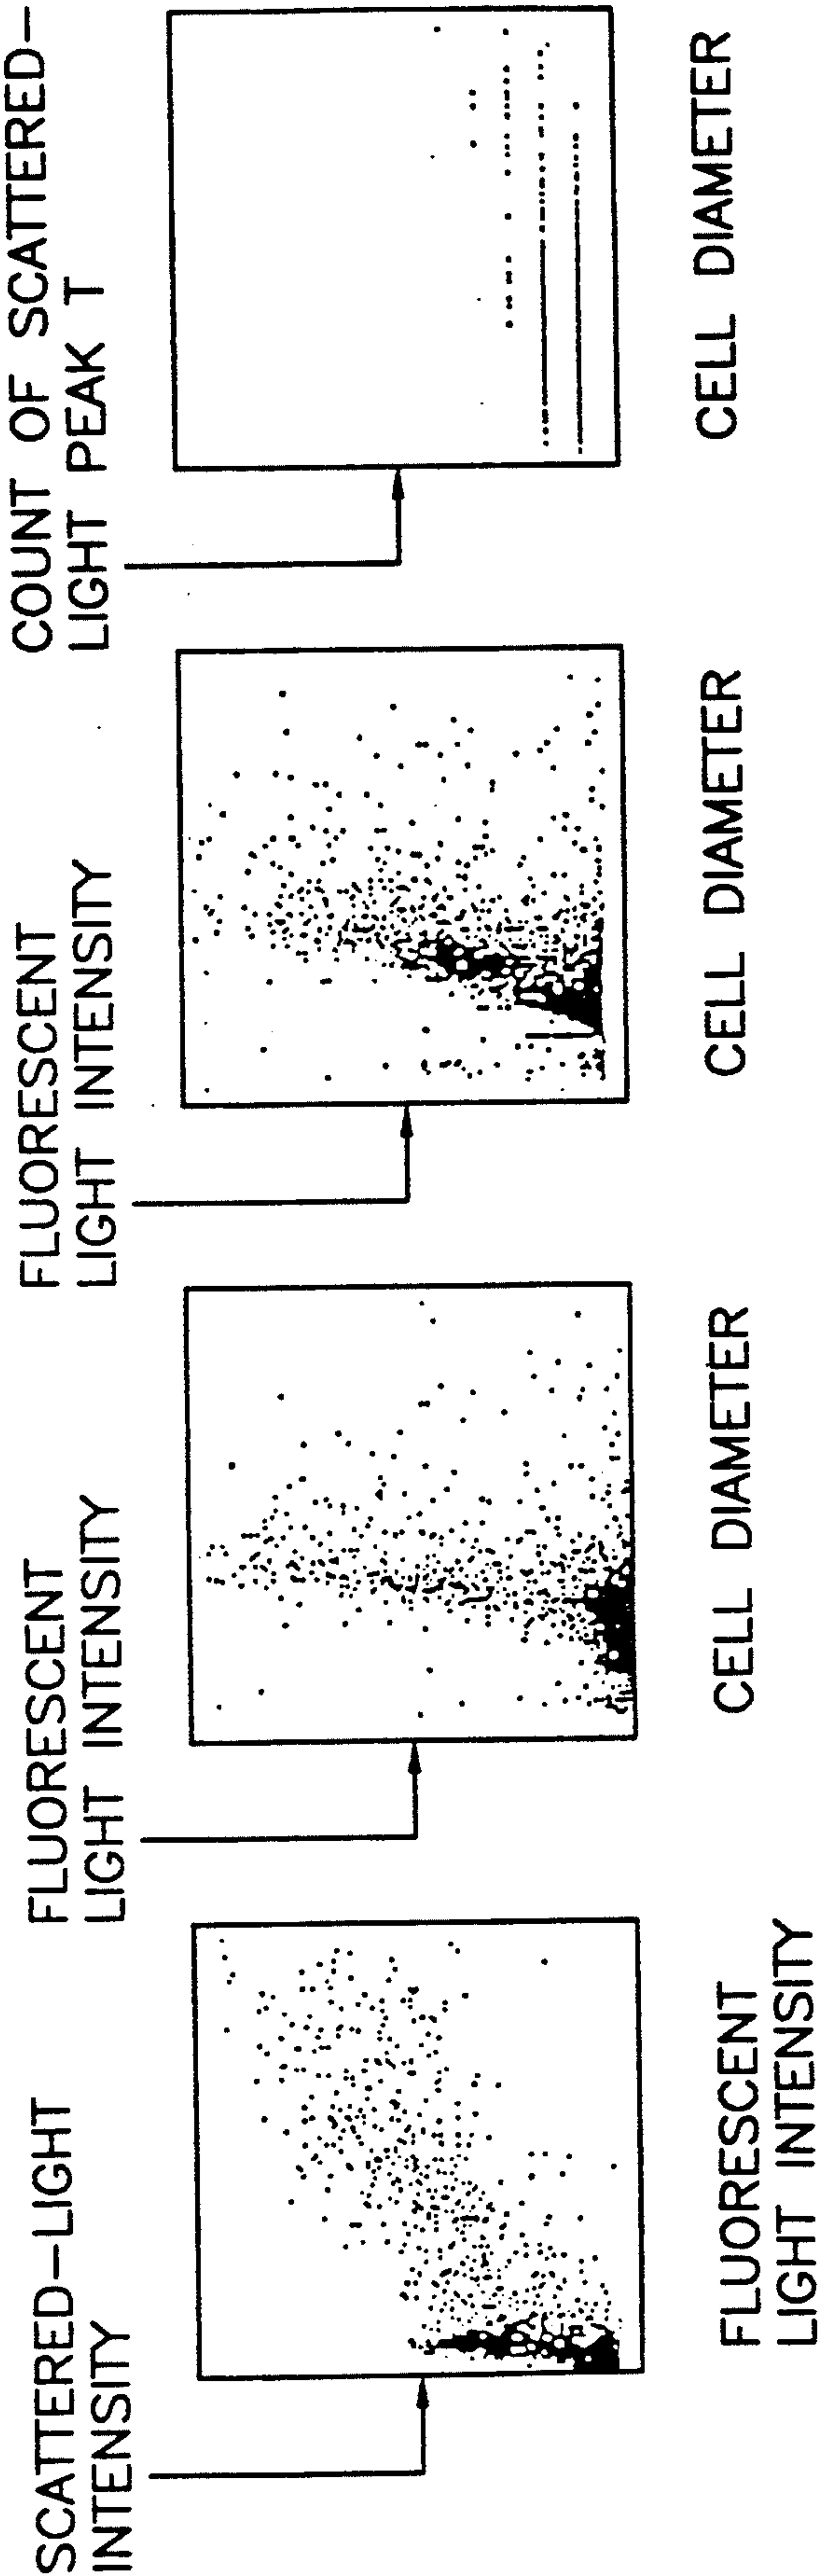 SCATTERED-LIGHT
INTENSITY
FLUORESCENT
LIGHT INTENSITY
FLUORESCENT
LIGHT INTENSITY
CELL DIAMETER
FLUORESCENT
LIGHT INTENSITY
CELL DIAMETER
COUNT OF SCATTERED-
LIGHT PEAK T
CELL DIAMETER